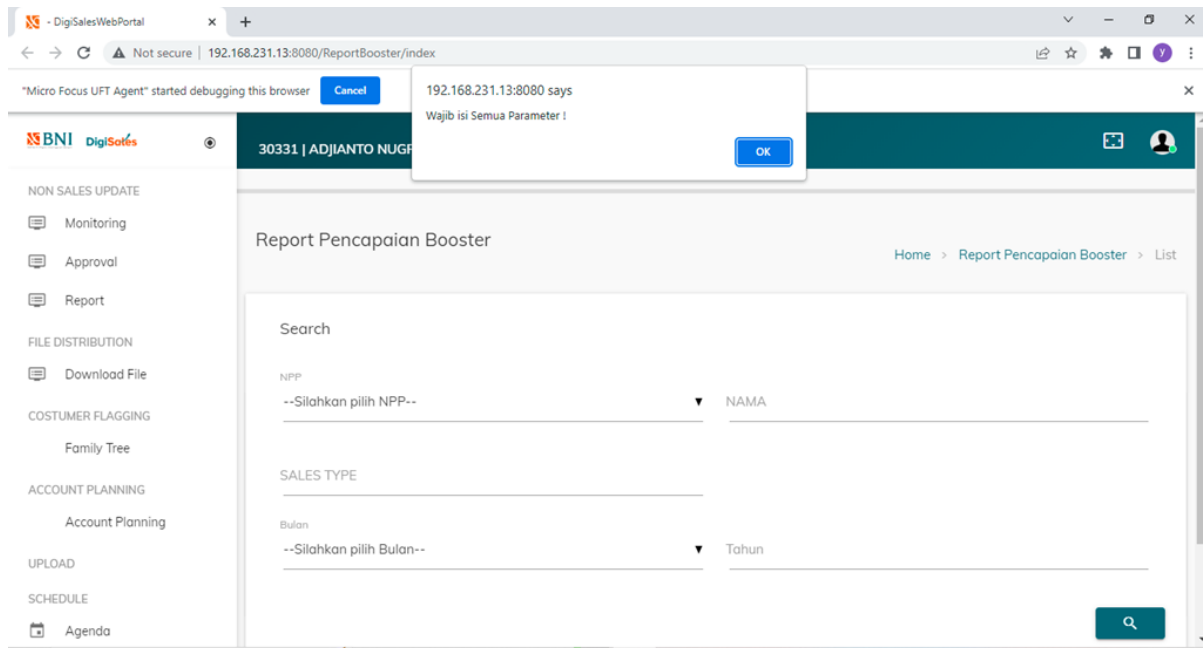 - DigiSalesWebPortal
Not secure | 192.168.231.13:8080/ReportBooster/index
y
"Micro Focus UFT Agent" started debugging this browser
Cancel
192.168.231.13:8080 says
Wajib isi Semua Parameter !
OK
BNI DigiSales
30331 | ADJIANTO NUGR
NON SALES UPDATE
Monitoring
Approval
Report
FILE DISTRIBUTION
Download File
COSTUMER FLAGGING
Family Tree
ACCOUNT PLANNING
Account Planning
UPLOAD
SCHEDULE
Agenda
Report Pencapaian Booster
Home > Report Pencapaian Booster > List
Search
NPP
--Silahkan pilih NPP--
NAMA
SALES TYPE
Bulan
--Silahkan pilih Bulan--
Tahun